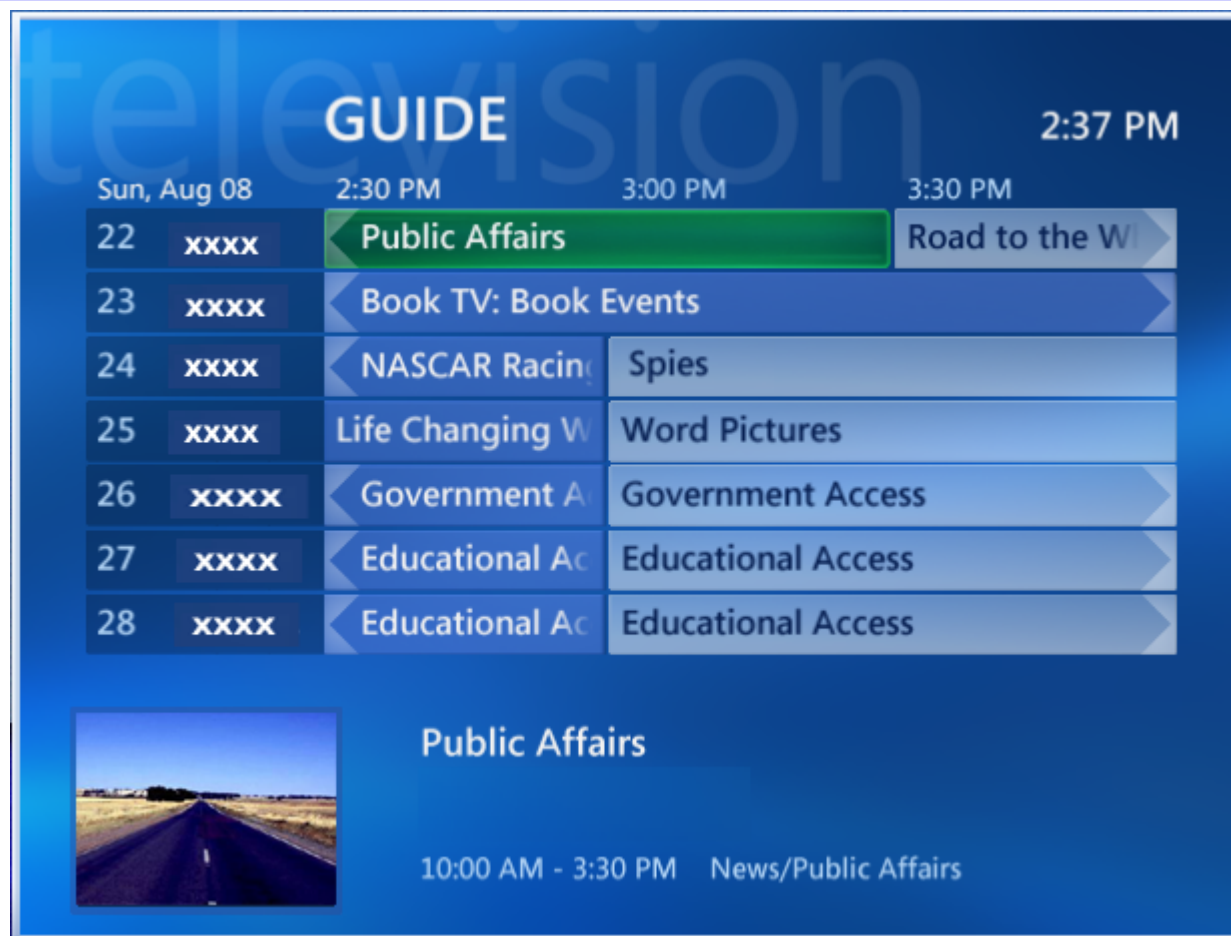 television
GUIDE 2:37 PM
Sun, Aug 08 2:30 PM 3:00 PM 3:30 PM
22 xxxx Public Affairs Road to the W
23 xxxx Book TV: Book Events
24 xxxx NASCAR Racin Spies
25 xxxx Life Changing W Word Pictures
26 xxxx Government A Government Access
27 xxxx Educational Ac Educational Access
28 xxxx Educational Ac Educational Access
Public Affairs
10:00 AM - 3:30 PM News/Public Affairs